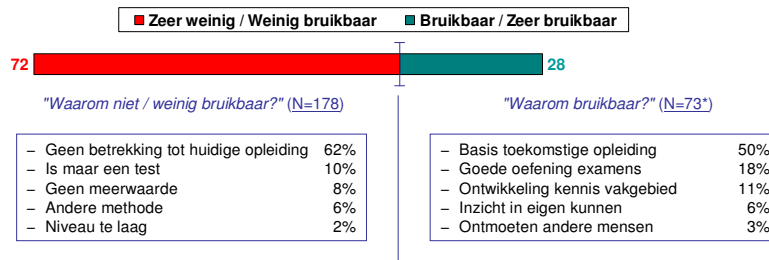 Zeer weinig / Weinig bruikbaar Bruikbaar / Zeer bruikbaar
72 28
"Waarom niet / weinig bruikbaar?" (N=178)
"Waarom bruikbaar?" (N=73*)
– Geen betrekking tot huidige opleiding 62%
– Is maar een test 10%
– Geen meerwaarde 8%
– Andere methode 6%
– Niveau te laag 2%
– Basis toekomstige opleiding 50%
– Goede oefening examens 18%
– Ontwikkeling kennis vakgebied 11%
– Inzicht in eigen kunnen 6%
– Ontmoeten andere mensen 3%